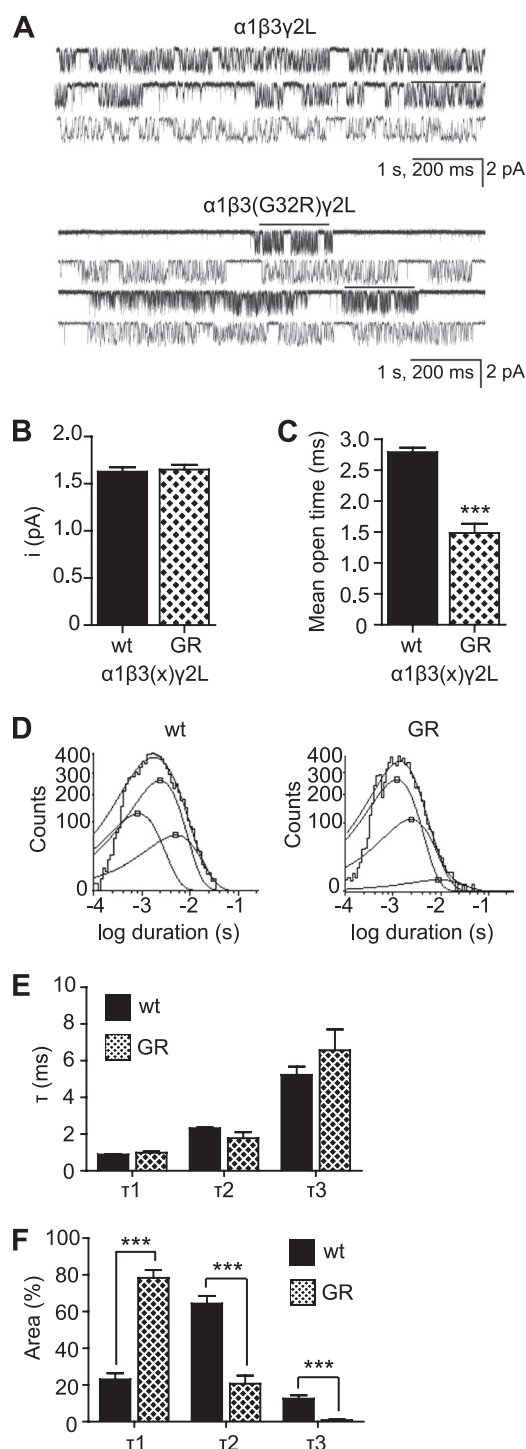 A
α1β3γ2L
1 s, 200 ms 2 pA
α1β3(G32R)γ2L
1 s, 200 ms 2 pA
B
i (pA)
2.0
1.5
1.0
0.5
0
wt GR
α1β3(x)γ2L
C
Mean open time (ms)
3.0
2.5
2.0
1.5
1.0
0.5
0
***
wt GR
α1β3(x)γ2L
D
wt
Counts
400
300
200
100
0
-4 -3 -2 -1 0
log duration (s)
GR
Counts
400
300
200
100
0
-4 -3 -2 -1 0
log duration (s)
E
τ (ms)
10
8
6
4
2
0
wt
GR
τ1 τ2 τ3
F
Area (%)
100
80
60
40
20
0
*** *** ***
wt
GR
τ1 τ2 τ3